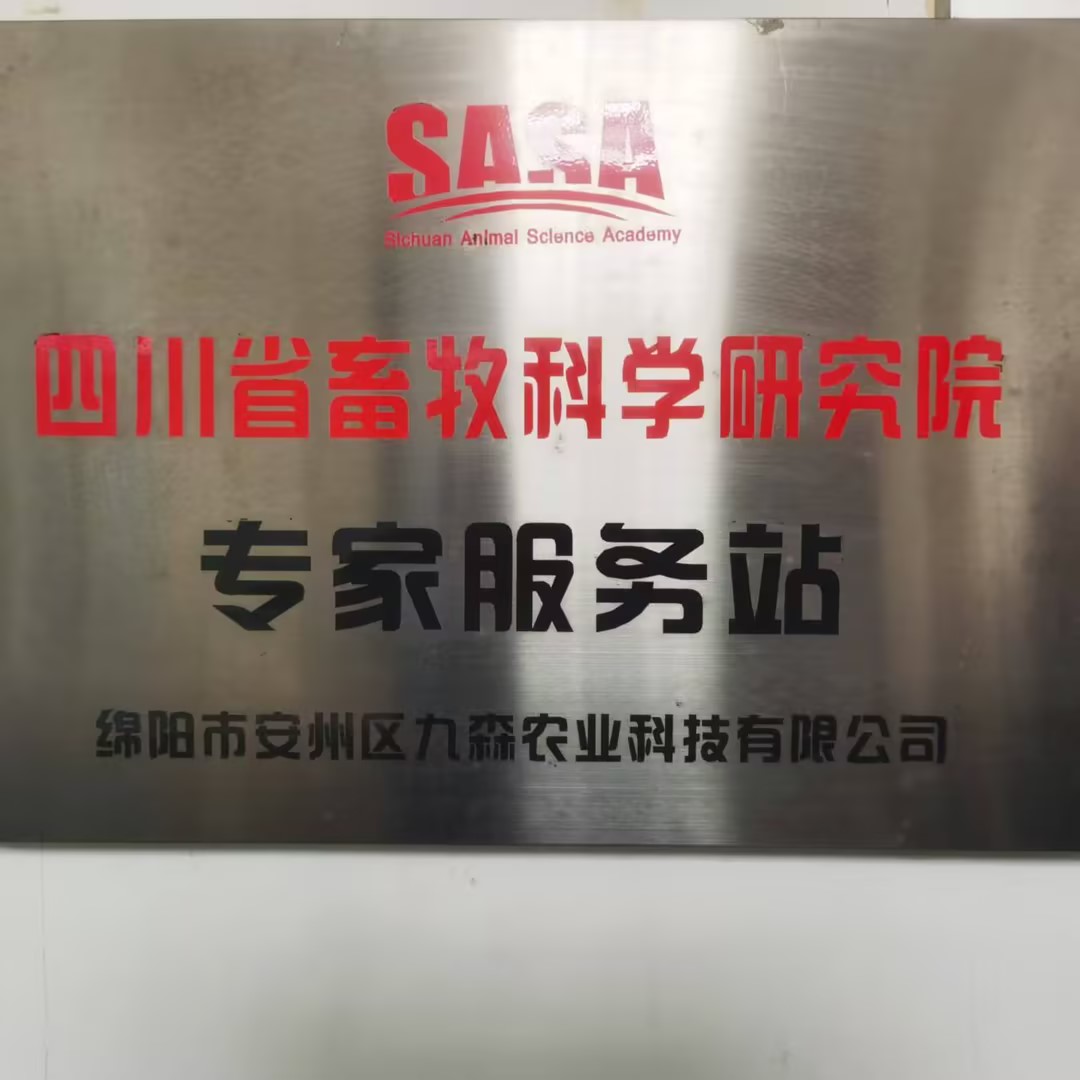 SASA
Sichuan Animal Science Academy
四川省畜牧科学研究院
专家服务站
绵阳市安州区九森农业科技有限公司